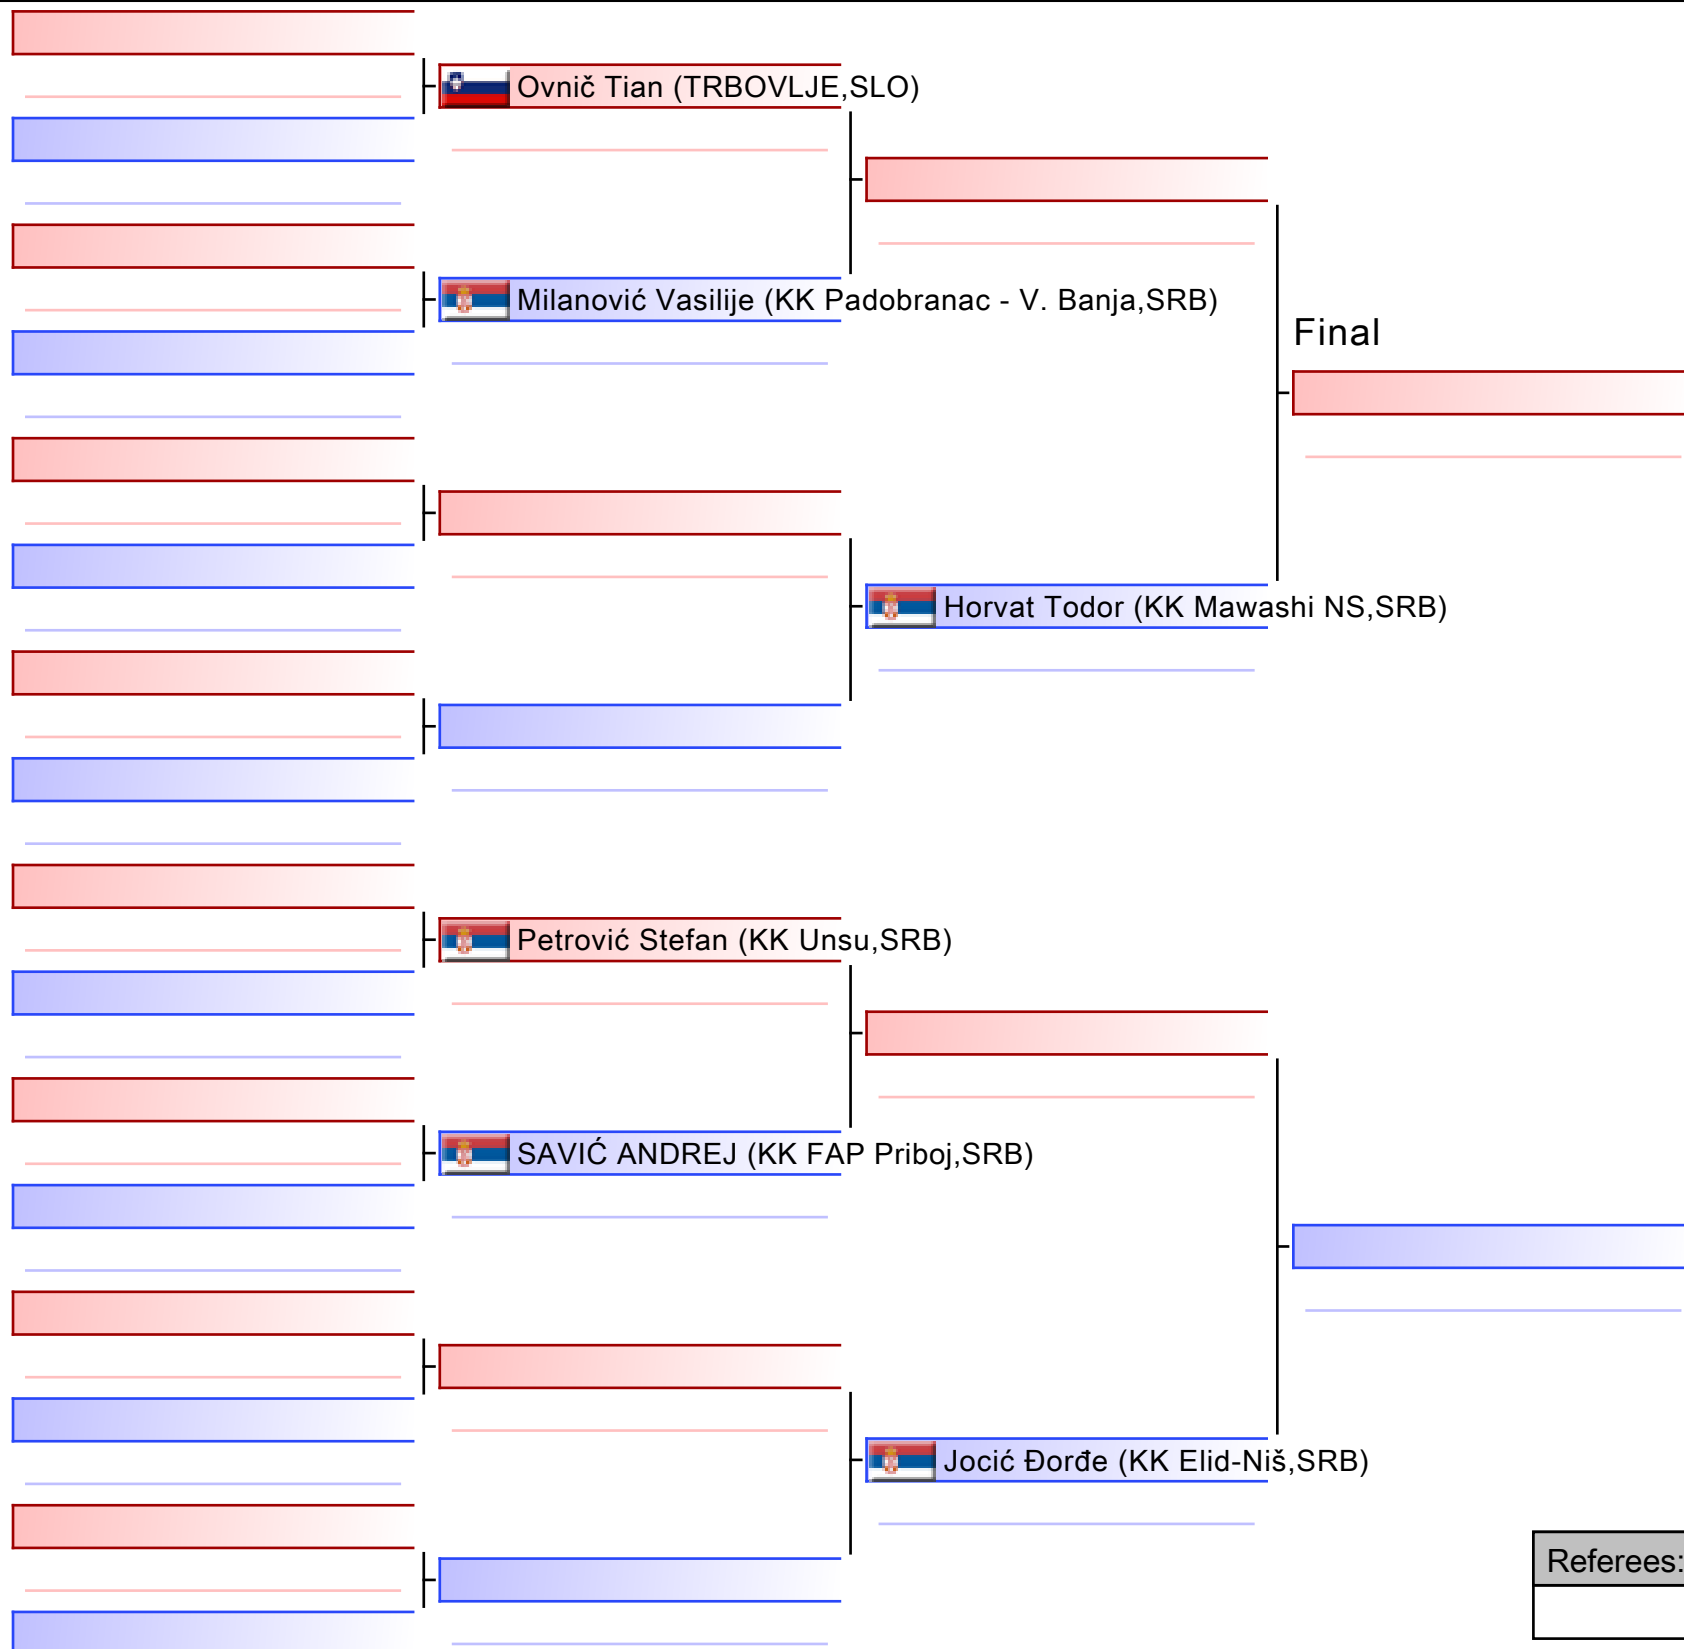 Ovnič Tian (TRBOVLJE,SLO)
Milanović Vasilije (KK Padobranac - V. Banja,SRB)
Final
Horvat Todor (KK Mawashi NS,SRB)
Petrović Stefan (KK Unsu,SRB)
SAVIĆ ANDREJ (KK FAP Priboj,SRB)
Jocić Đorđe (KK Elid-Niš,SRB)
Referees: